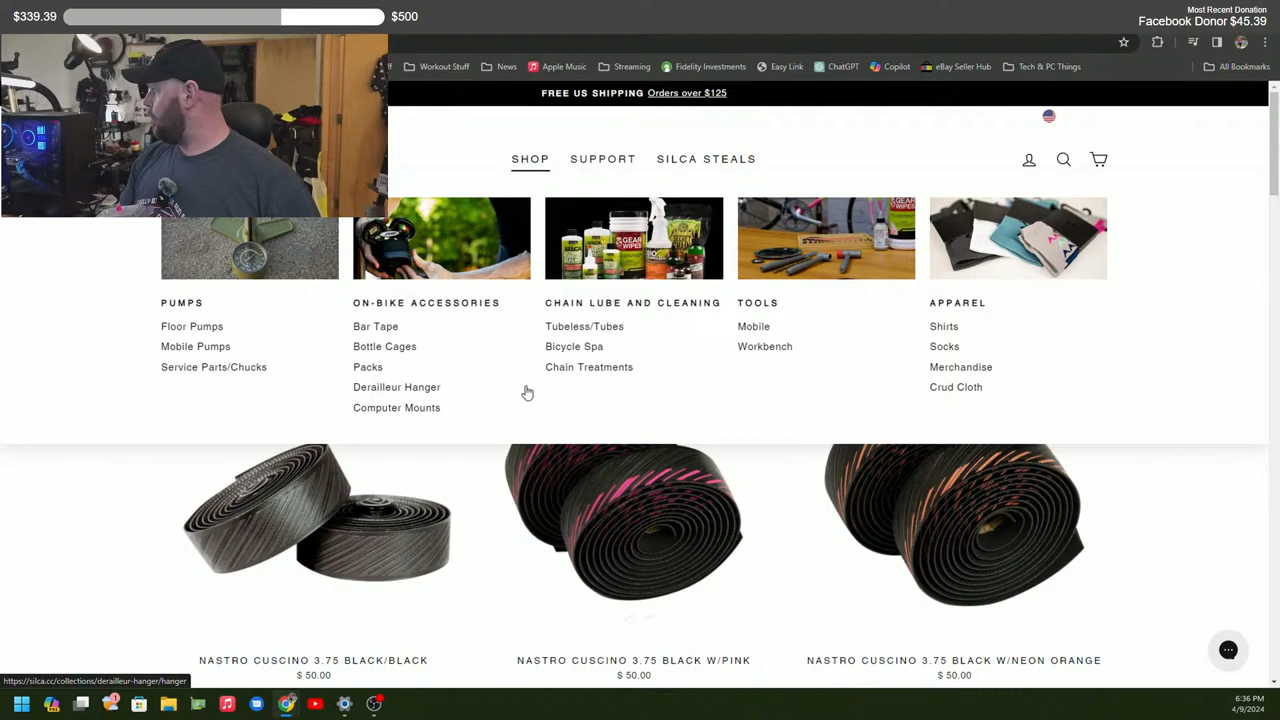 $339.39
$500
Most Recent Donation
Facebook Donor $45.39
Workout Stuff
News
Apple Music
Streaming
Fidelity Investments
Easy Link
ChatGPT
Copilot
eBay Seller Hub
Tech & PC Things
All Bookmarks
FREE US SHIPPING Orders over $125
SHOP SUPPORT SILCA STEALS
PUMPS
Floor Pumps
Mobile Pumps
Service Parts/Chucks
ON-BIKE ACCESSORIES
Bar Tape
Bottle Cages
Packs
Derailleur Hanger
Computer Mounts
CHAIN LUBE AND CLEANING
Tubeless/Tubes
Bicycle Spa
Chain Treatments
TOOLS
Mobile
Workbench
APPAREL
Shirts
Socks
Merchandise
Crud Cloth
NASTRO CUSCINO 3.75 BLACK/BLACK
$ 50.00
NASTRO CUSCINO 3.75 BLACK W/PINK
$ 50.00
NASTRO CUSCINO 3.75 BLACK W/NEON ORANGE
$ 50.00
https://silca.cc/collections/derailleur-hanger/hanger
6:36 PM
4/9/2024